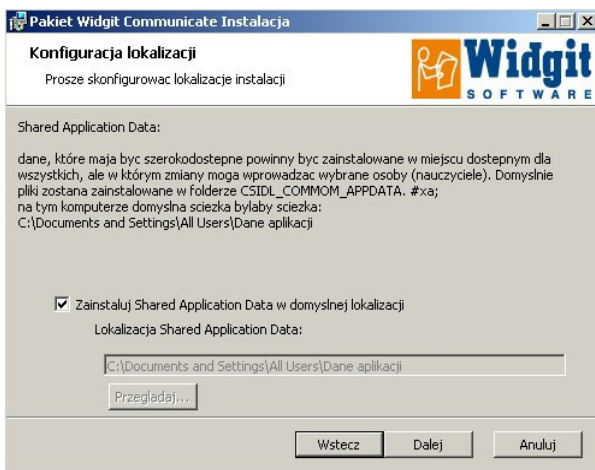 Pakiet Widgit Communicate Instalacja
Konfiguracja lokalizacji
Prosze skonfigurowac lokalizacje instalacji
Widgit
SOFTWARE
Shared Application Data:
dane, które maja byc szerokodostepne powinny byc zainstalowane w miejscu dostepnym dla
wszystkich, ale w którym zmiany moga wprowadzac wybrane osoby (nauczyciele). Domyslnie
pliki zostana zainstalowane w folderze CSIDL_COMMOM_APPDATA. #xa;
na tym komputerze domyslna sciezka bylaby sciezka:
C:\Documents and Settings\All Users\Dane aplikacji
Zainstaluj Shared Application Data w domyslnej lokalizacji
Lokalizacja Shared Application Data:
C:\Documents and Settings\All Users\Dane aplikacji
Przegladaj...
Wstecz Dalej Anuluj